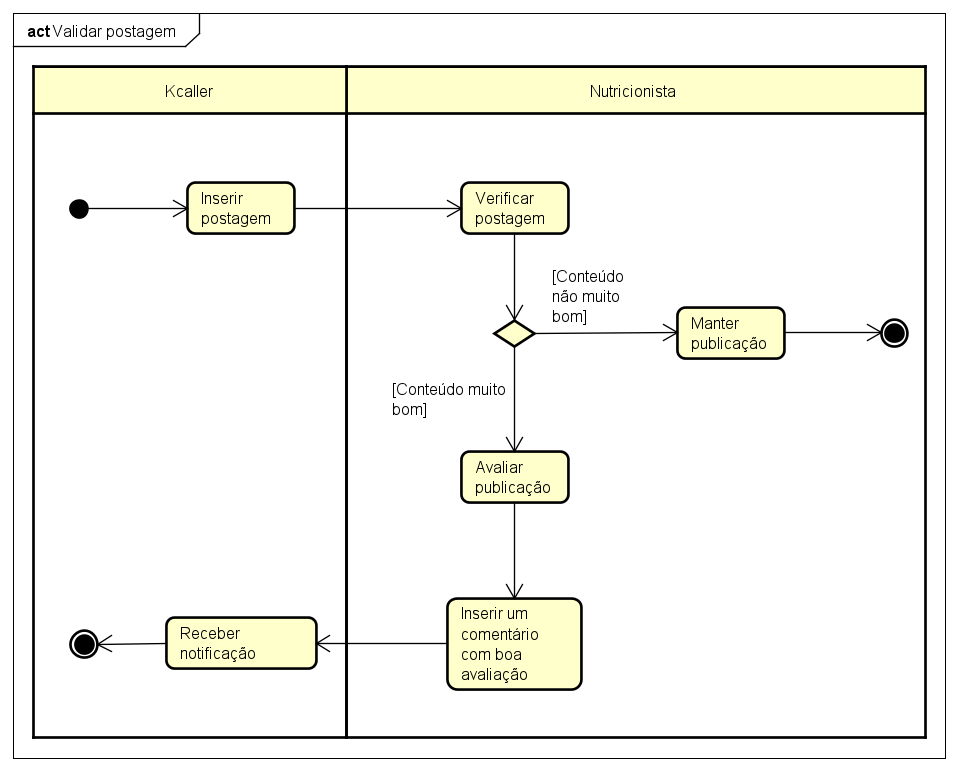 act Validar postagem
Kcaller
Nutricionista
Inserir
postagem
Verificar
postagem
[Conteúdo
não muito
bom]
Manter
publicação
[Conteúdo muito
bom]
Avaliar
publicação
Inserir um
comentário
com boa
avaliação
Receber
notificação